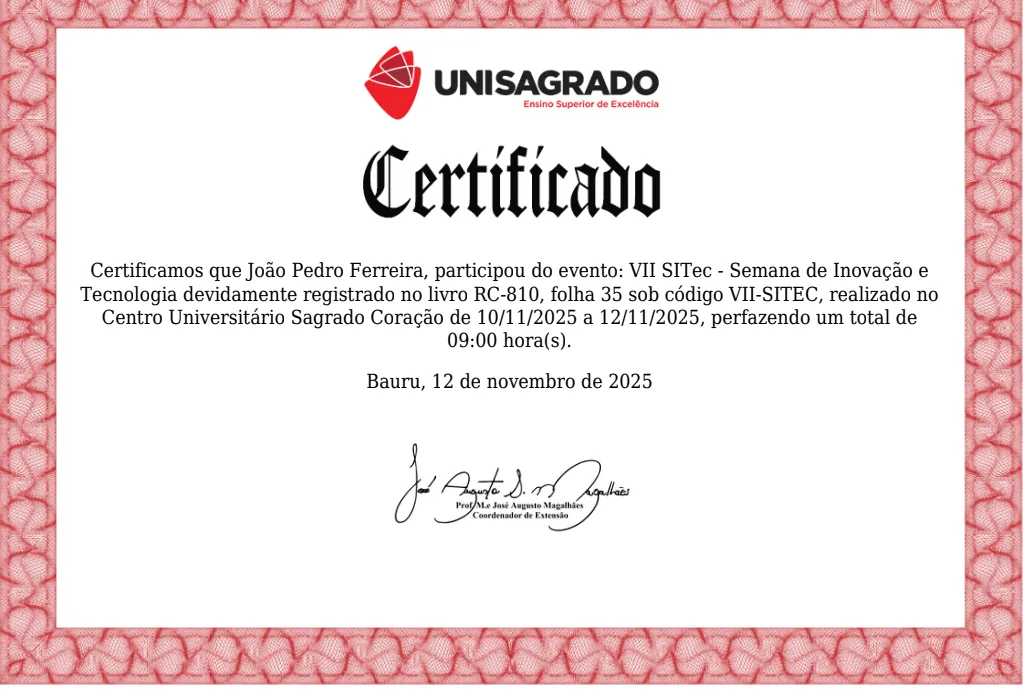 UNISAGRADO
Ensino Superior de Excelência
Certificado
Certificamos que João Pedro Ferreira, participou do evento: VII SITec - Semana de Inovação e
Tecnologia devidamente registrado no livro RC-810, folha 35 sob código VII-SITEC, realizado no
Centro Universitário Sagrado Coração de 10/11/2025 a 12/11/2025, perfazendo um total de
09:00 hora(s).
Bauru, 12 de novembro de 2025
José Augusto S. M Magalhães
Prof. M.e José Augusto Magalhães
Coordenador de Extensão